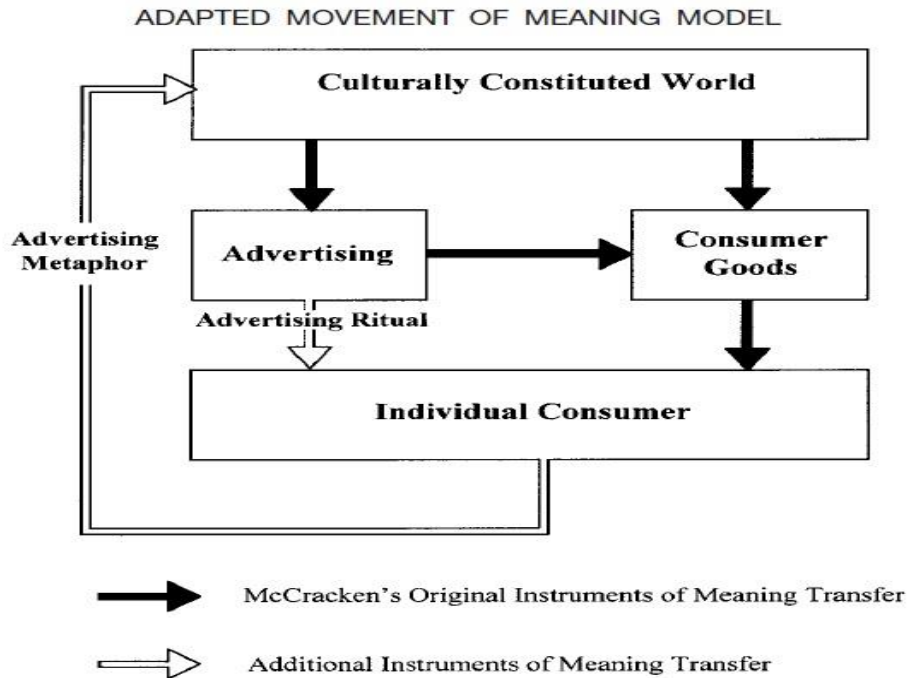 ADAPTED MOVEMENT OF MEANING MODEL
Culturally Constituted World
Advertising
Metaphor
Advertising
Consumer
Goods
Advertising Ritual
Individual Consumer
McCracken's Original Instruments of Meaning Transfer
Additional Instruments of Meaning Transfer